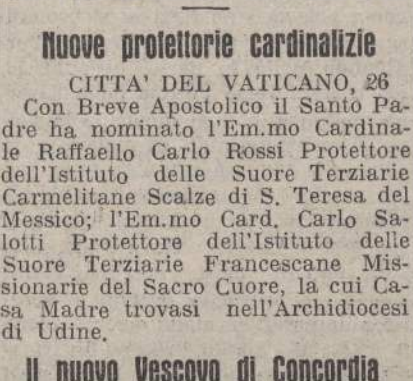 Nuove protettorie cardinalizie
CITTA' DEL VATICANO, 26
Con Breve Apostolico il Santo Pa-
dre ha nominato l'Em.mo Cardina-
le Raffaello Carlo Rossi Protettore
dell'Istituto delle Suore Terziarie
Carmelitane Scalze di S. Teresa del
Messico; l'Em.mo Card. Carlo Sa-
lotti Protettore dell'Istituto delle
Suore Terziarie Francescane Mis-
sionarie del Sacro Cuore, la cui Ca-
sa Madre trovasi nell'Archidiocesi
di Udine.
Il nuovo Vescovo di Concordia